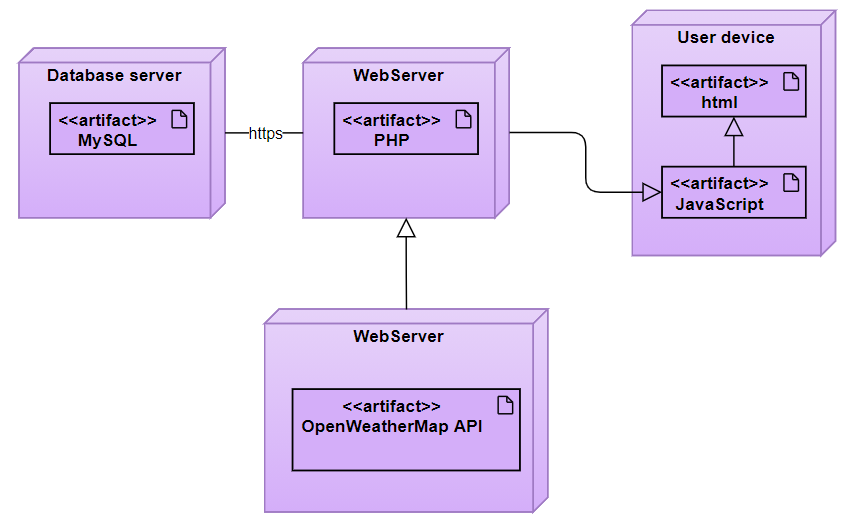 Database server
<<artifact>>
MySQL
https
WebServer
<<artifact>>
PHP
User device
<<artifact>>
html
<<artifact>>
JavaScript
WebServer
<<artifact>>
OpenWeatherMap API